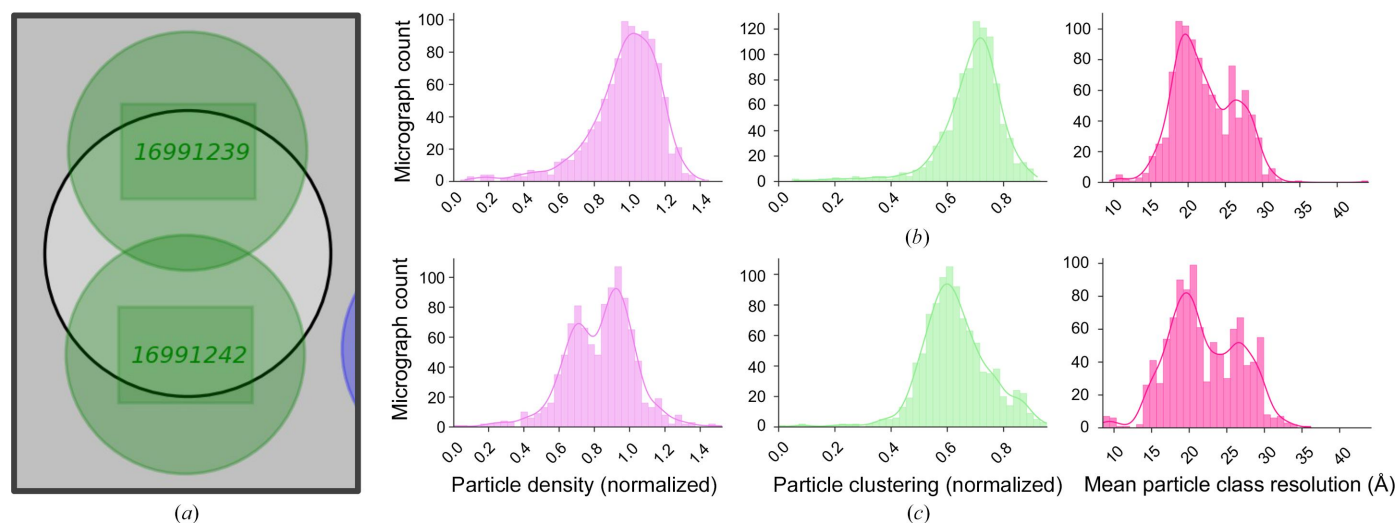 16991239
16991242
(a)
Micrograph count
100
80
60
40
20
0
0.0 0.2 0.4 0.6 0.8 1.0 1.2 1.4
120
100
80
60
40
20
0
0.0 0.2 0.4 0.6 0.8
100
80
60
40
20
0
10 15 20 25 30 35 40
(b)
Micrograph count
100
80
60
40
20
0
0.0 0.2 0.4 0.6 0.8 1.0 1.2 1.4
Particle density (normalized)
100
80
60
40
20
0
0.0 0.2 0.4 0.6 0.8
Particle clustering (normalized)
100
80
60
40
20
0
10 15 20 25 30 35 40
Mean particle class resolution (Å)
(c)